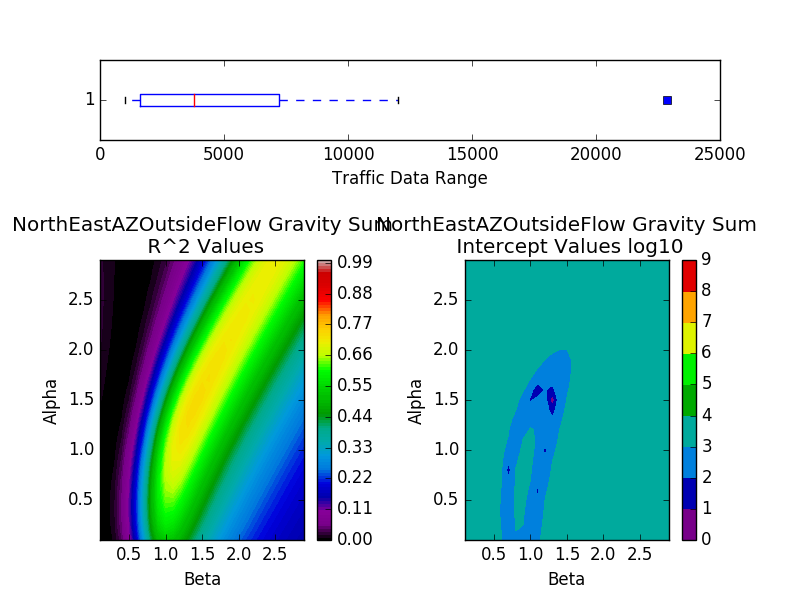 1
0 5000 10000 15000 20000 25000
Traffic Data Range
NorthEastAZOutsideFlow Gravity Sum
R^2 Values
Alpha
2.5
2.0
1.5
1.0
0.5
0.5 1.0 1.5 2.0 2.5
Beta
0.99
0.88
0.77
0.66
0.55
0.44
0.33
0.22
0.11
0.00
NorthEastAZOutsideFlow Gravity Sum
Intercept Values log10
Alpha
2.5
2.0
1.5
1.0
0.5
0.5 1.0 1.5 2.0 2.5
Beta
9
8
7
6
5
4
3
2
1
0